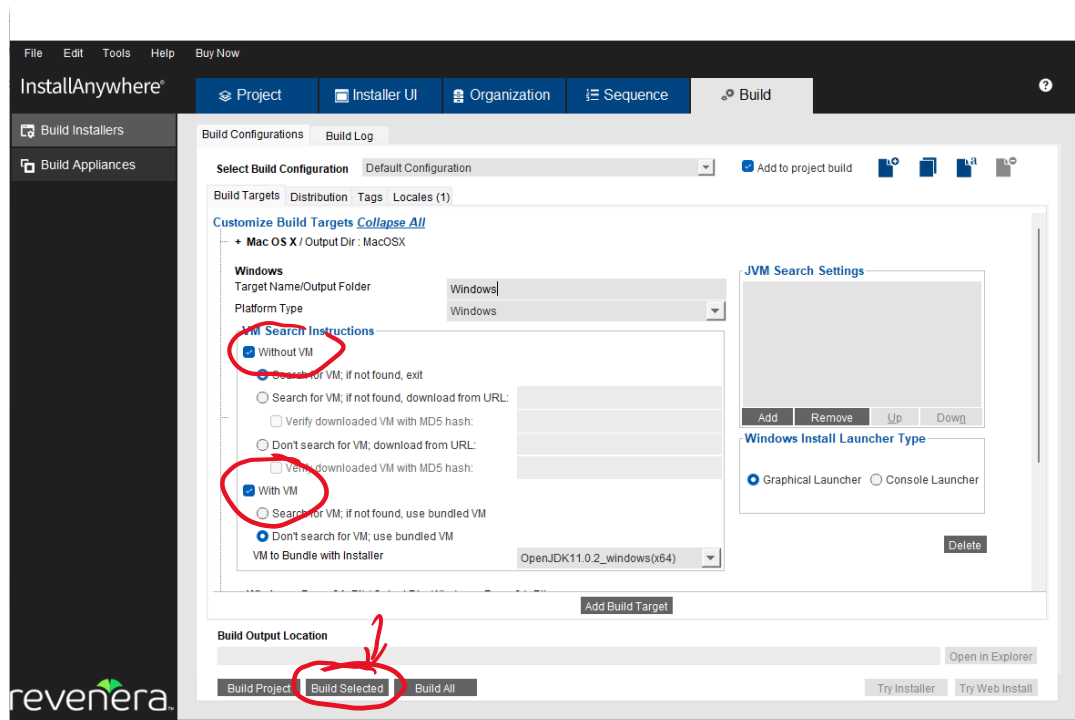 File Edit Tools Help Buy Now
InstallAnywhere®
Project Installer UI Organization Sequence Build ?
Build Installers
Build Appliances
Build Configurations Build Log
Select Build Configuration Default Configuration Add to project build
Build Targets Distribution Tags Locales (1)
Customize Build Targets Collapse All
+ Mac OS X / Output Dir : MacOSX
Windows
Target Name/Output Folder Windows
Platform Type Windows
VM Search Instructions
Without VM
Search for VM; if not found, exit
Search for VM; if not found, download from URL:
Verify downloaded VM with MD5 hash:
Don't search for VM; download from URL:
Verify downloaded VM with MD5 hash:
With VM
Search for VM; if not found, use bundled VM
Don't search for VM; use bundled VM
VM to Bundle with Installer OpenJDK11.0.2_windows(x64)
JVM Search Settings
Add Remove Up Down
Windows Install Launcher Type
Graphical Launcher Console Launcher
Delete
Add Build Target
Build Output Location
Open in Explorer
Build Project Build Selected Build All Try Installer Try Web Install
revenera™